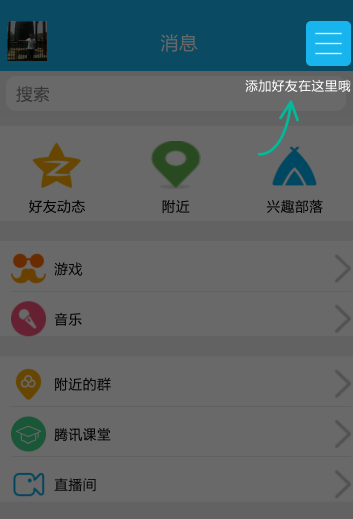 消息
添加好友在这里哦
搜索
好友动态 附近 兴趣部落
游戏
音乐
附近的群
腾讯课堂
直播间